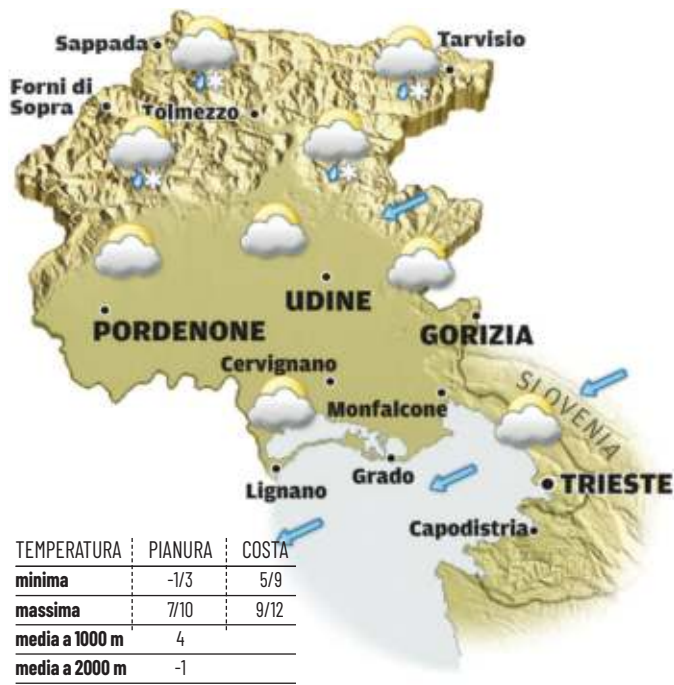 Sappada
Tarvisio
Forni di
Sopra
Tolmezzo
UDINE
PORDENONE
GORIZIA
Cervignano
Monfalcone
SLOVENIA
Lignano
Grado
TRIESTE
Capodistria
TEMPERATURA PIANURA COSTA
minima -1/3 5/9
massima 7/10 9/12
media a 1000 m 4
media a 2000 m -1